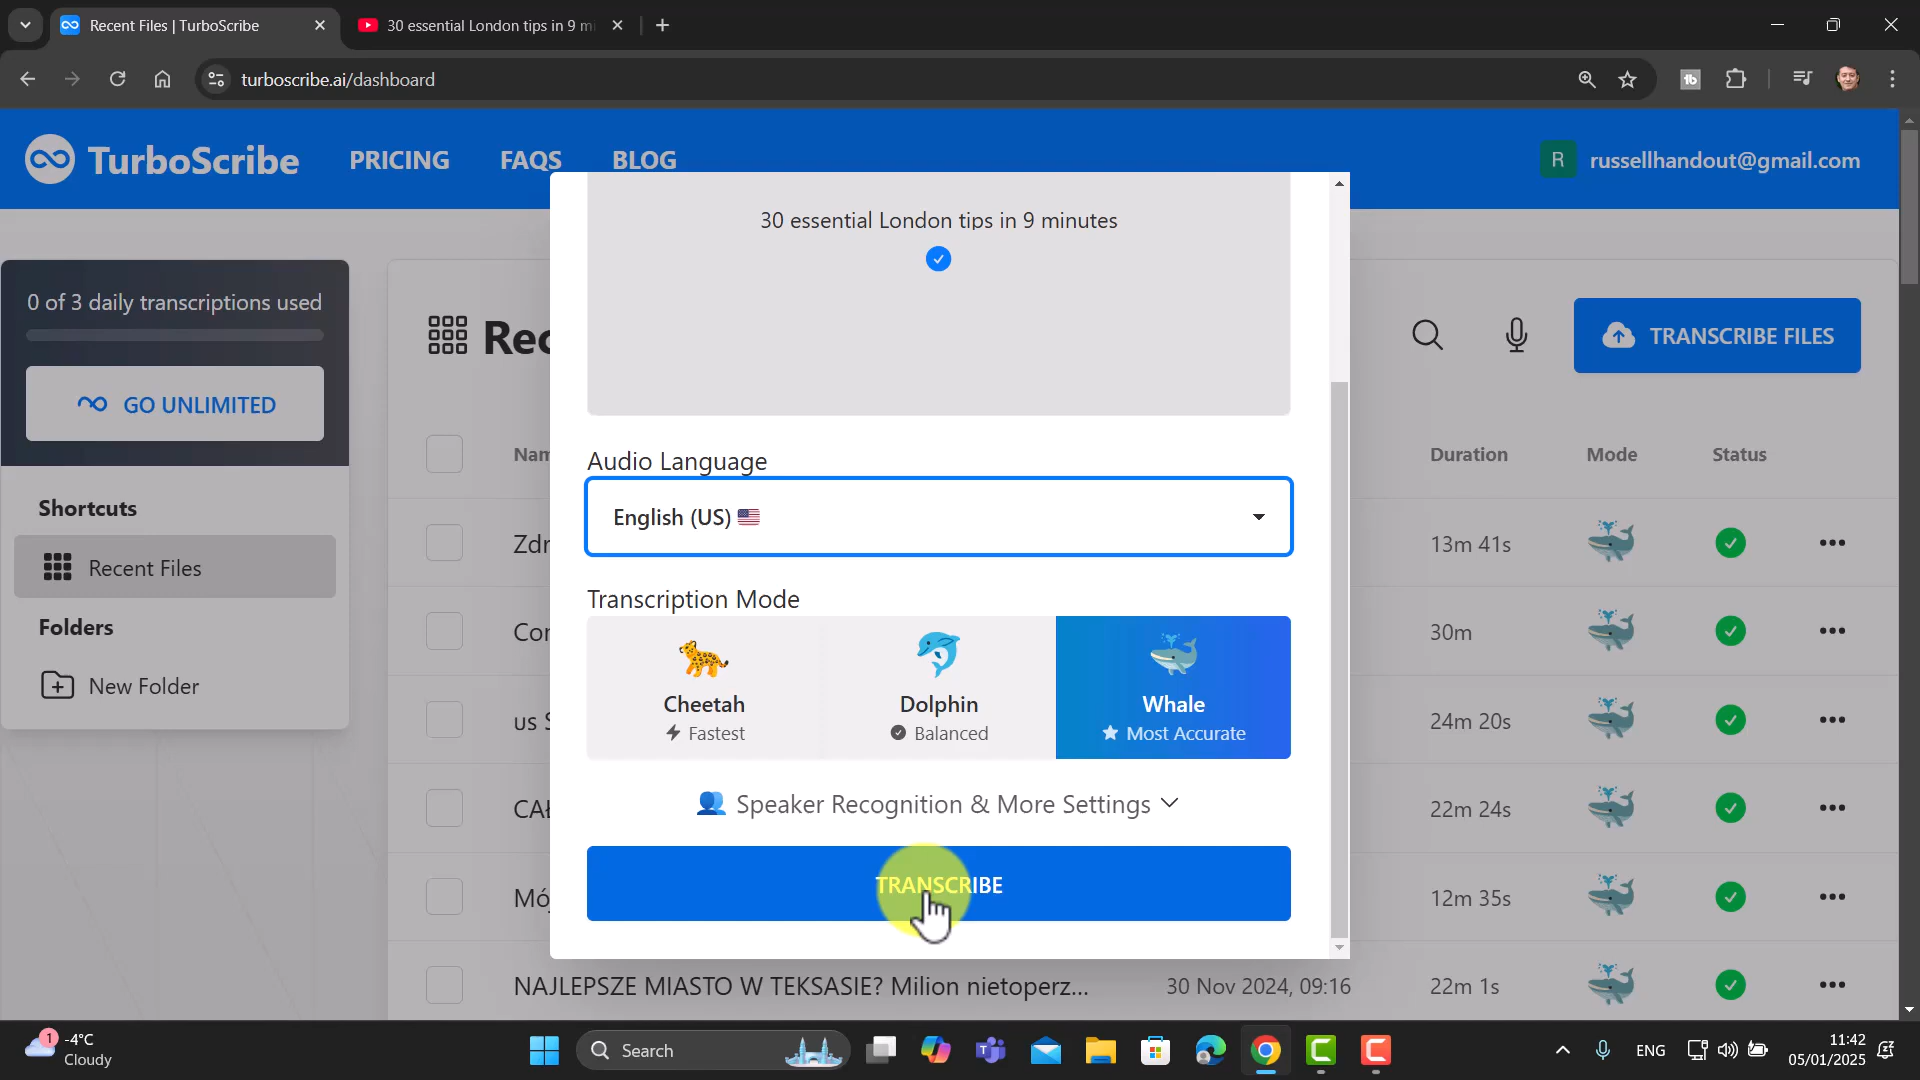 Recent Files | TurboScribe
30 essential London tips in 9 mi
turboscribe.ai/dashboard
TurboScribe
PRICING
FAQS
BLOG
R
russellhandout@gmail.com
0 of 3 daily transcriptions used
GO UNLIMITED
Shortcuts
Recent Files
Folders
New Folder
Rec
TRANSCRIBE FILES
Nam
Duration
Mode
Status
Zdr
13m 41s
Cor
30m
us S
24m 20s
CAŁ
22m 24s
Mój
12m 35s
NAJLEPSZE MIASTO W TEKSASIE? Milion nietoperz...
30 Nov 2024, 09:16
22m 1s
30 essential London tips in 9 minutes
Audio Language
English (US)
Transcription Mode
Cheetah
Fastest
Dolphin
Balanced
Whale
Most Accurate
Speaker Recognition & More Settings
TRANSCRIBE
1
-4°C
Cloudy
Search
ENG
11:42
05/01/2025